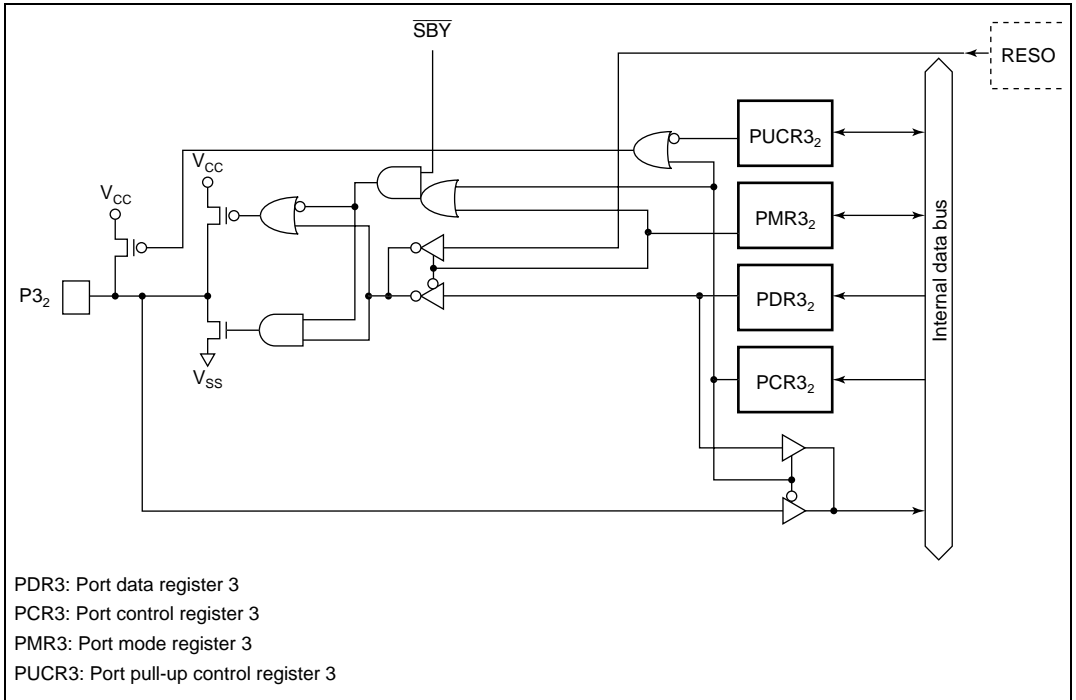 SBY
RESO
PUCR3₂
V_CC
V_CC
PMR3₂
P3₂
PDR3₂
Internal data bus
V_SS
PCR3₂
PDR3: Port data register 3
PCR3: Port control register 3
PMR3: Port mode register 3
PUCR3: Port pull-up control register 3